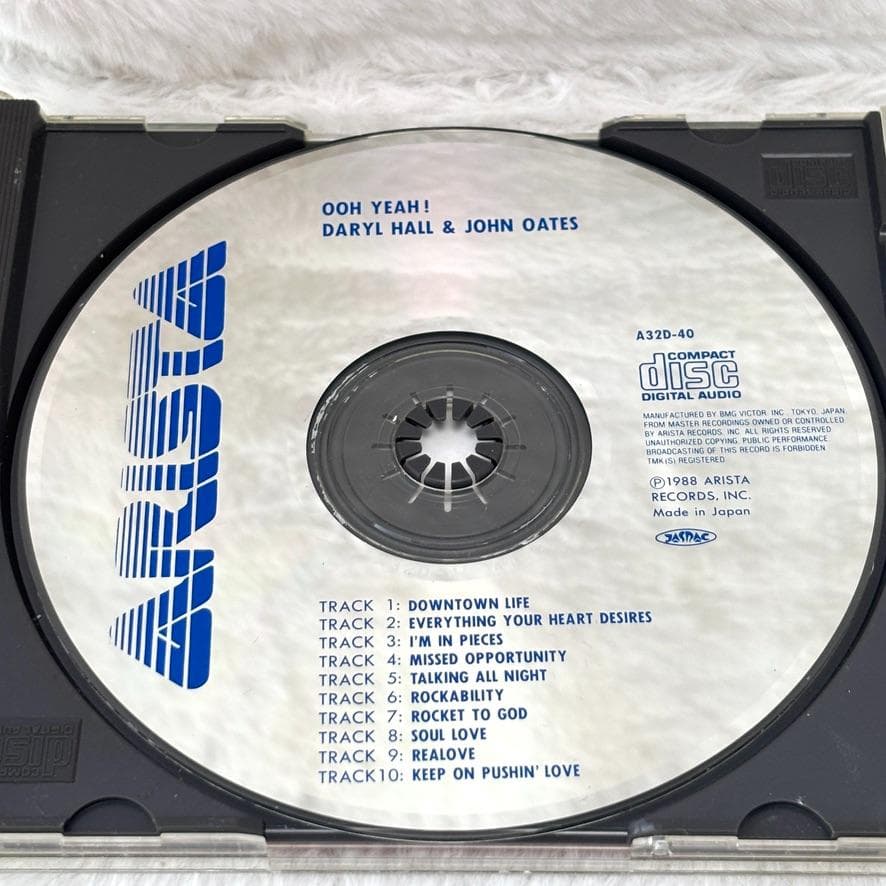 OOH YEAH!
DARYL HALL & JOHN OATES
ARISTA
A32D-40
COMPACT
disc
DIGITAL AUDIO
MANUFACTURED BY BMG VICTOR. INC., TOKYO, JAPAN.
FROM MASTER RECORDINGS OWNED OR CONTROLLED
BY ARISTA RECORDS, INC. ALL RIGHTS RESERVED
UNAUTHORIZED COPYING, PUBLIC PERFORMANCE
BROADCASTING OF THIS RECORD IS FORBIDDEN
TMK(S) REGISTERED
Ⓟ1988 ARISTA
RECORDS, INC.
Made in Japan
JASRAC
TRACK 1: DOWNTOWN LIFE
TRACK 2: EVERYTHING YOUR HEART DESIRES
TRACK 3: I'M IN PIECES
TRACK 4: MISSED OPPORTUNITY
TRACK 5: TALKING ALL NIGHT
TRACK 6: ROCKABILITY
TRACK 7: ROCKET TO GOD
TRACK 8: SOUL LOVE
TRACK 9: REALOVE
TRACK10: KEEP ON PUSHIN' LOVE
disc
disc